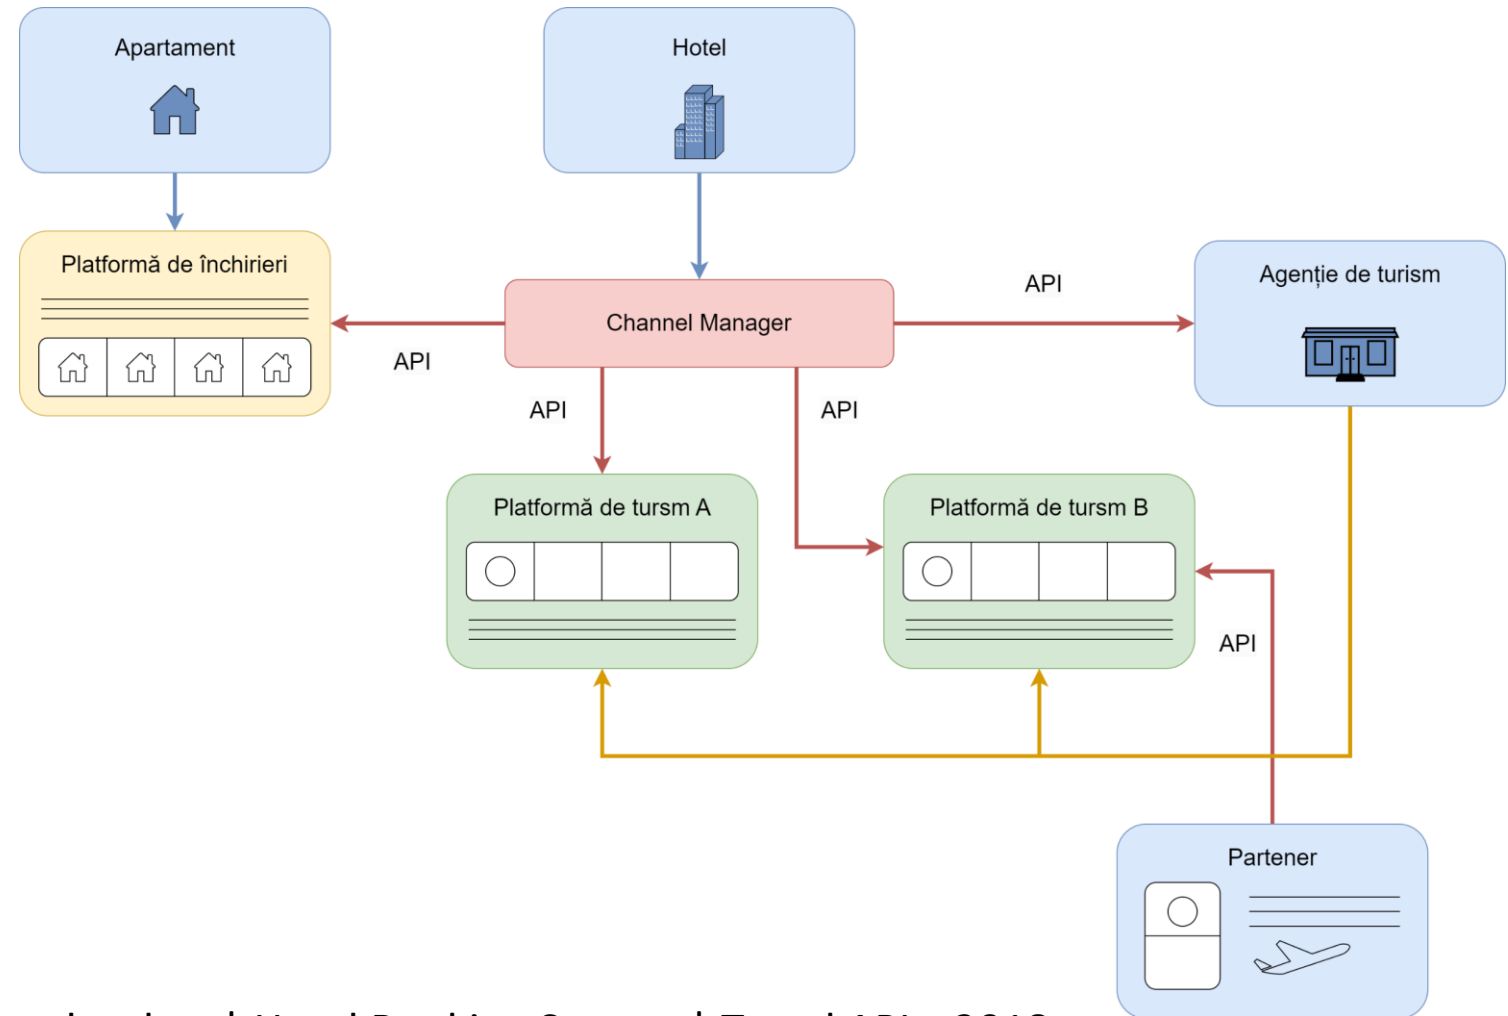 Apartament
Hotel
Platformă de închirieri
Agenție de turism
API
Channel Manager
API
API
API
Platformă de tursm A
Platformă de tursm B
API
Partener